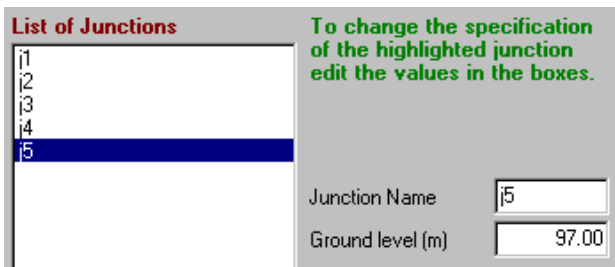 List of Junctions
j1
j2
j3
j4
j5
To change the specification
of the highlighted junction
edit the values in the boxes.
Junction Name j5
Ground level (m) 97.00